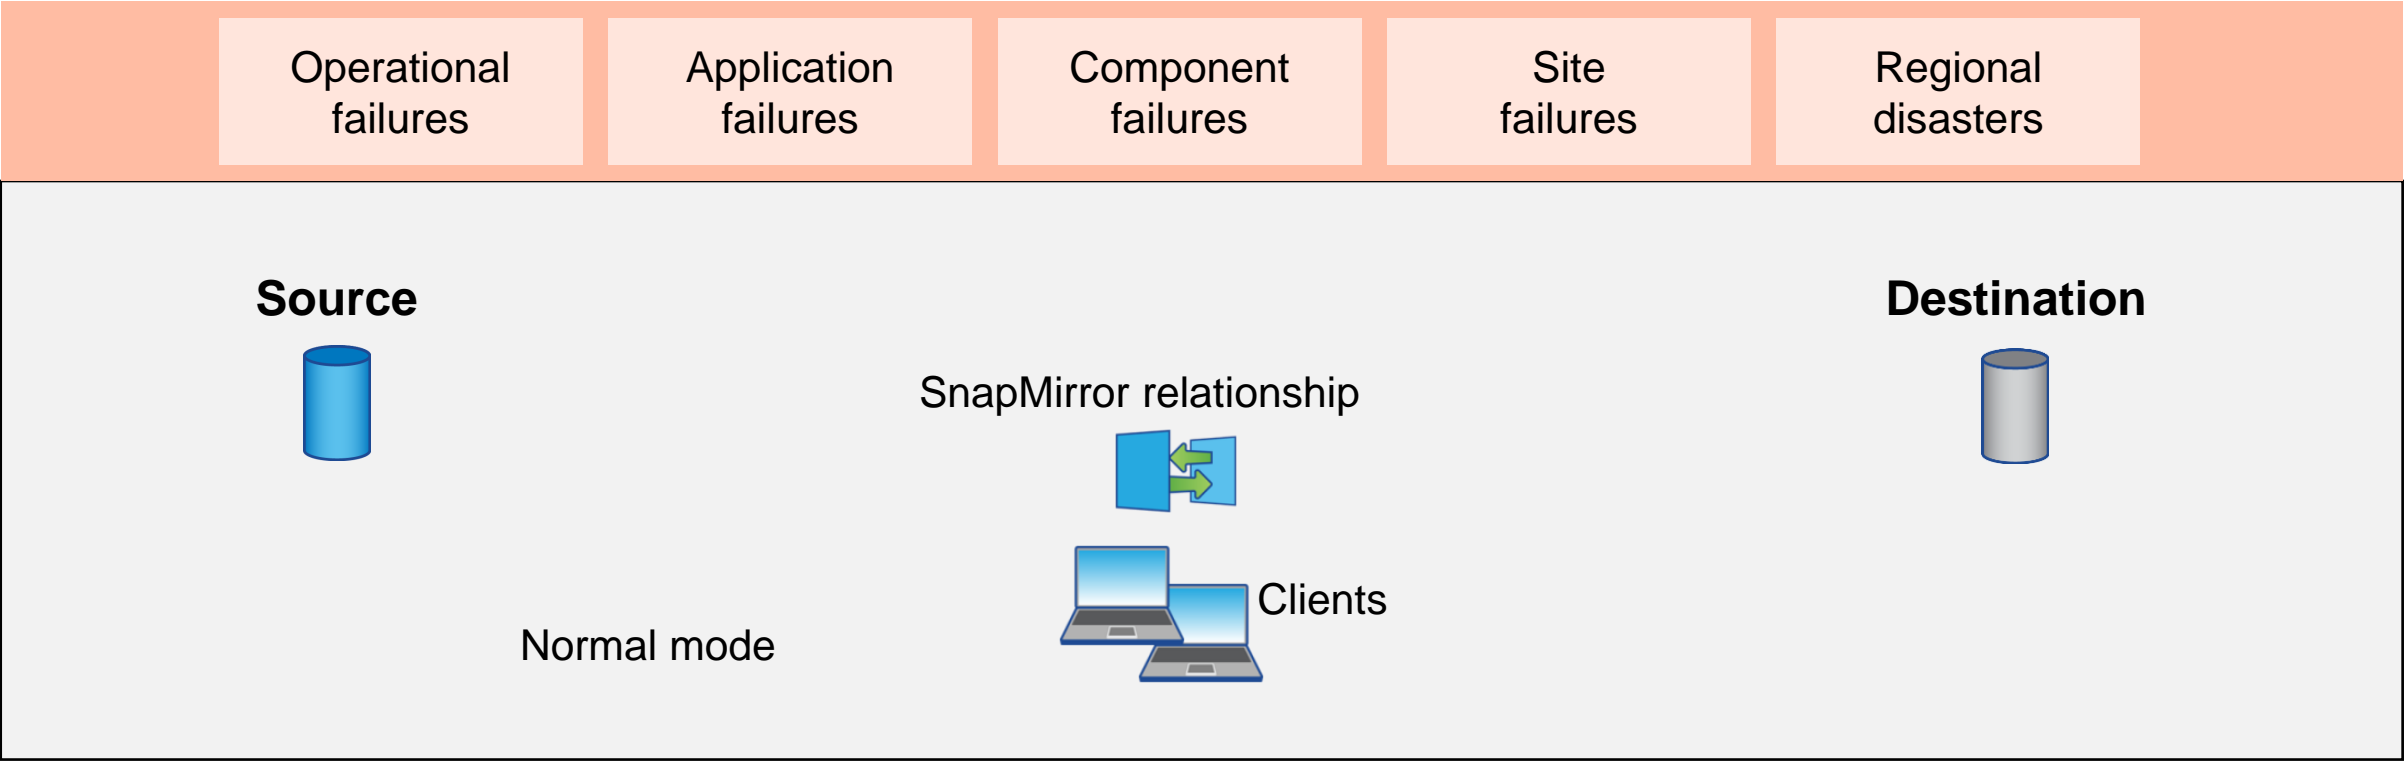 Operational
failures
Application
failures
Component
failures
Site
failures
Regional
disasters
Source
Destination
SnapMirror relationship
Clients
Normal mode